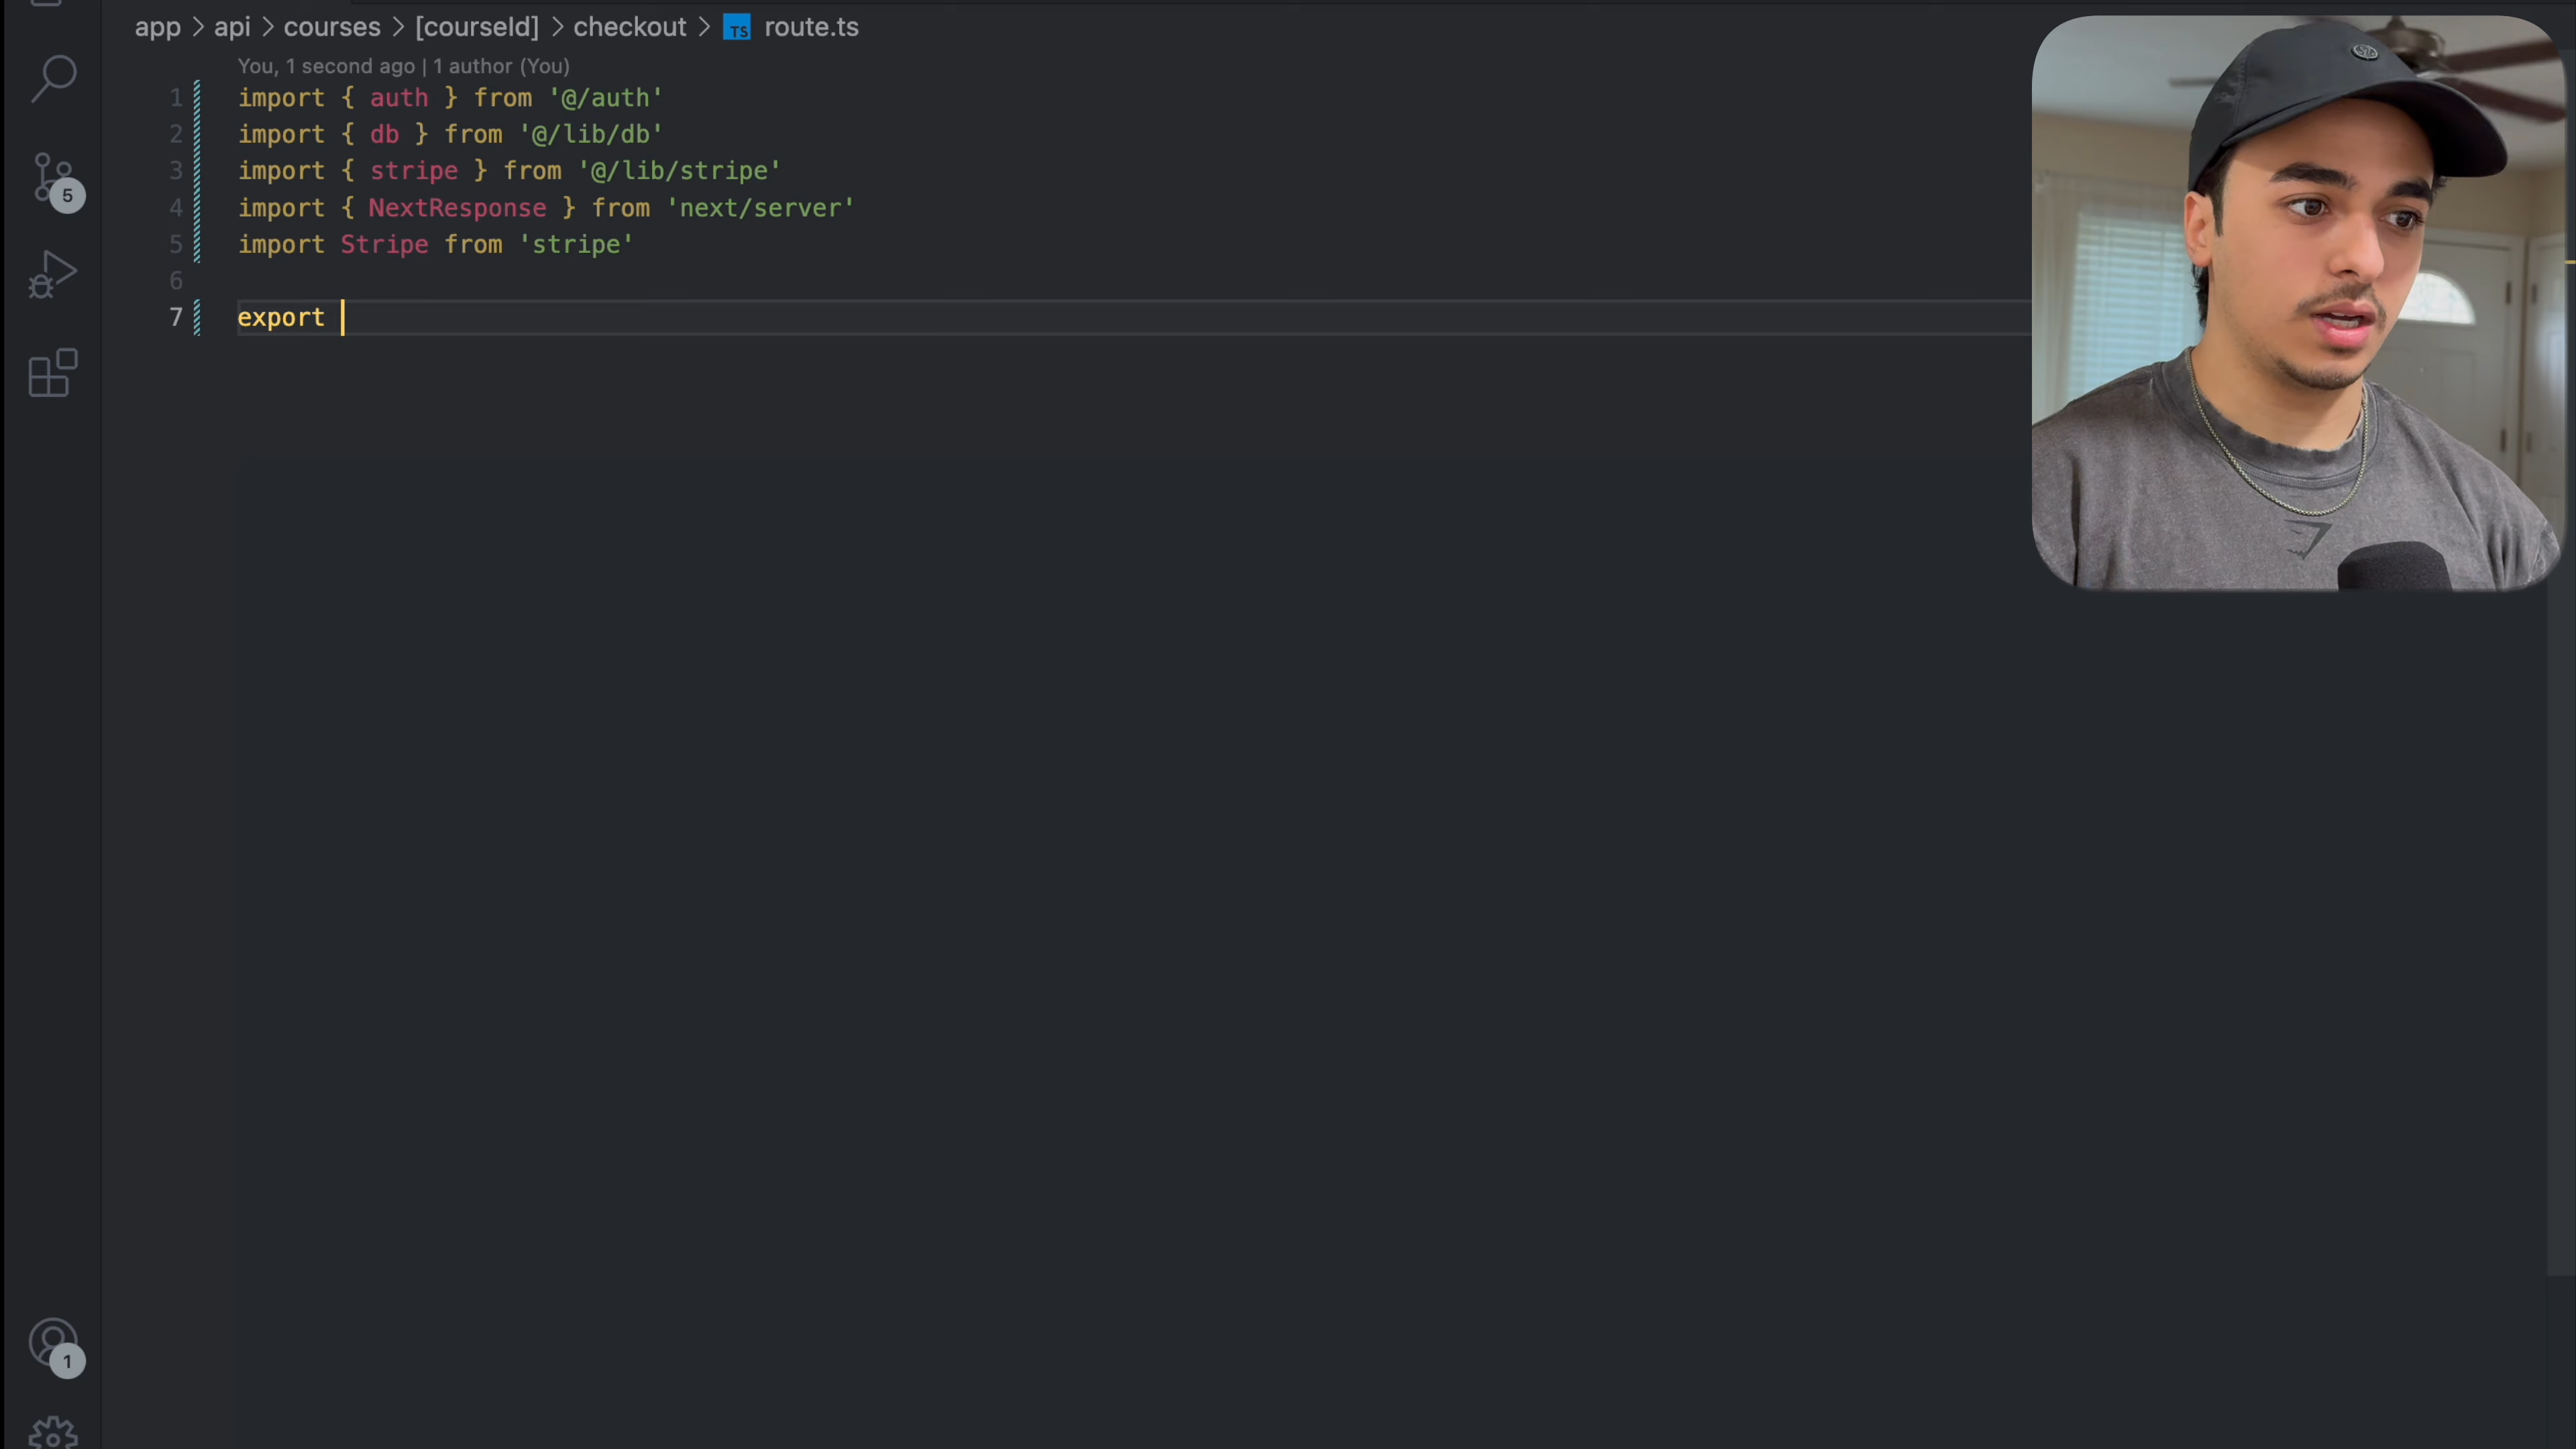 app > api > courses > [courseId] > checkout > TS route.ts
You, 1 second ago | 1 author (You)
1 import { auth } from '@/auth'
2 import { db } from '@/lib/db'
3 import { stripe } from '@/lib/stripe'
4 import { NextResponse } from 'next/server'
5 import Stripe from 'stripe'
6
7 export
5
1